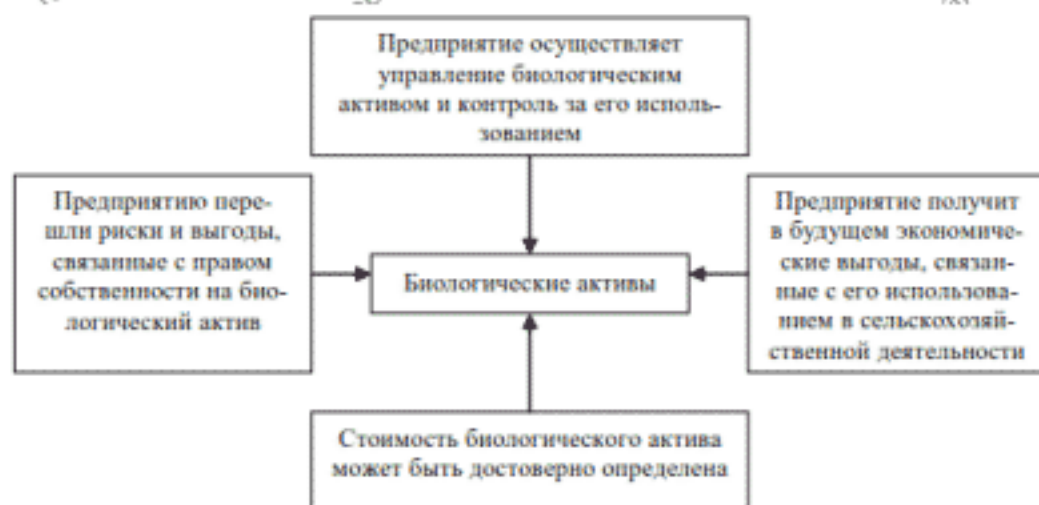 Предприятие осуществляет
управление биологическим
активом и контроль за его исполь-
зованием
Предприятию пере-
шли риски и выгоды,
связанные с правом
собственности на био-
логический актив
Биологические активы
Предприятие получит
в будущем экономиче-
ские выгоды, связан-
ные с его использова-
нием в сельскохозяй-
ственной деятельности
Стоимость биологического актива
может быть достоверно определена